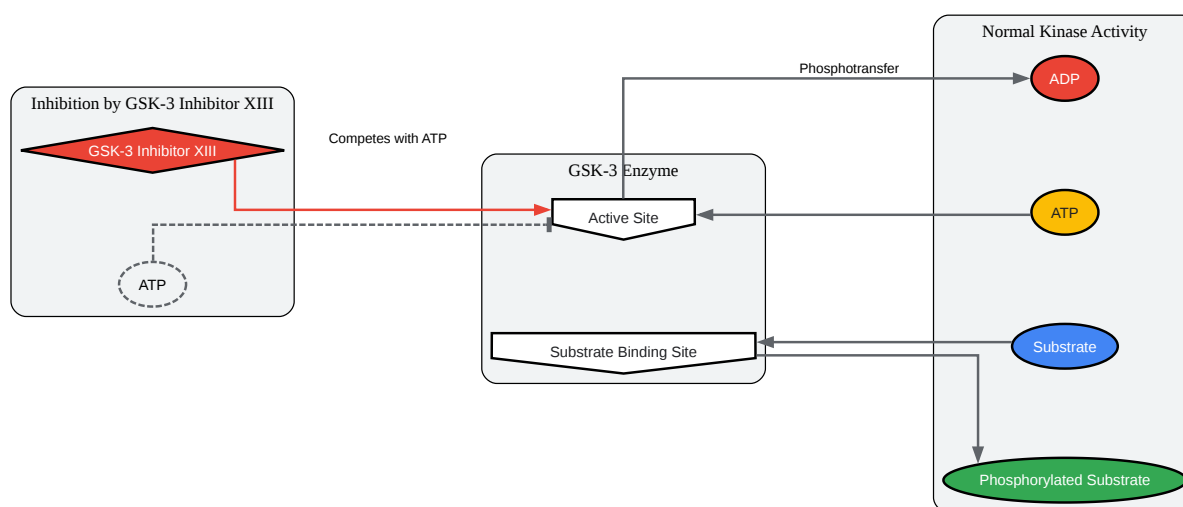 Normal Kinase Activity
Phosphotransfer
ADP
Inhibition by GSK-3 Inhibitor XIII
Competes with ATP
GSK-3 Inhibitor XIII
GSK-3 Enzyme
Active Site
ATP
ATP
Substrate Binding Site
Substrate
Phosphorylated Substrate